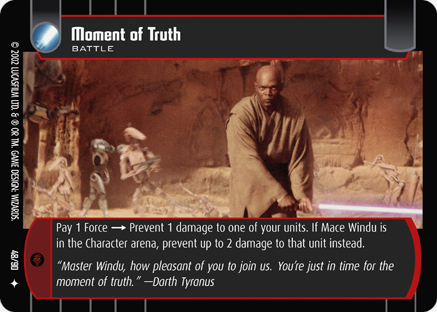 Moment of Truth
BATTLE
Pay 1 Force → Prevent 1 damage to one of your units. If Mace Windu is
in the Character arena, prevent up to 2 damage to that unit instead.
“Master Windu, how pleasant of you to join us. You’re just in time for the
moment of truth.” —Darth Tyranus
© 2002 LUCASFILM LTD. & ® OR TM. GAME DESIGN: WIZARDS.
48/90